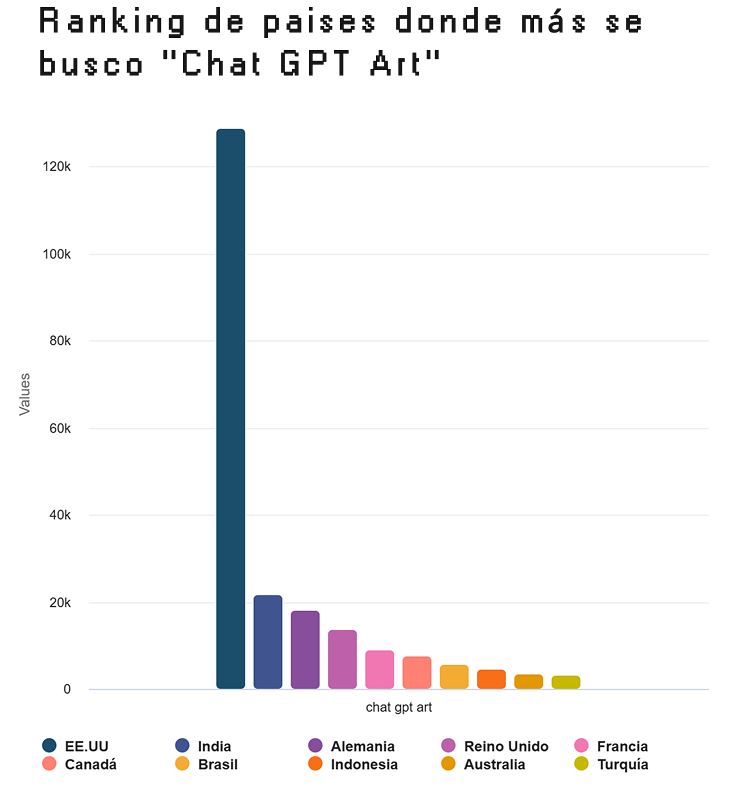 Ranking de paises donde más se
busco "Chat GPT Art"
120k
100k
80k
60k
40k
20k
0
Values
chat gpt art
EE.UU India Alemania Reino Unido Francia
Canadá Brasil Indonesia Australia Turquía